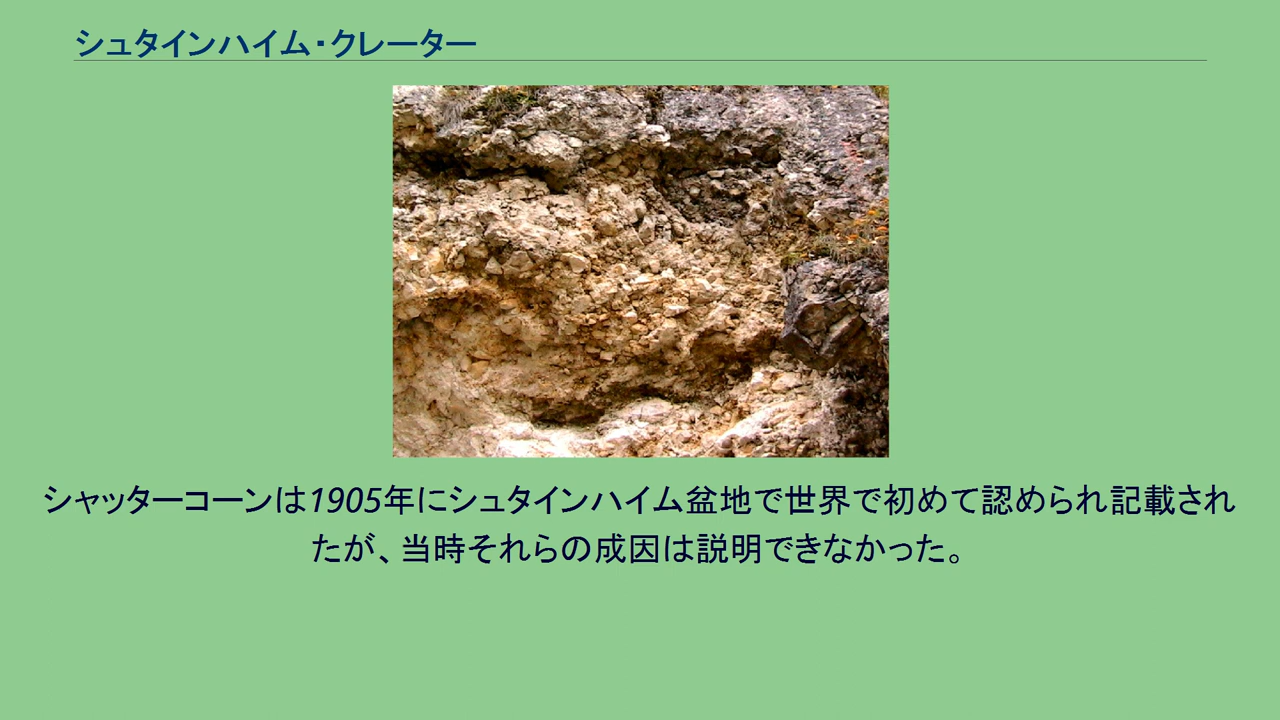 シュタインハイム・クレーター
シャッターコーンは1905年にシュタインハイム盆地で世界で初めて認められ記載され
たが、当時それらの成因は説明できなかった。